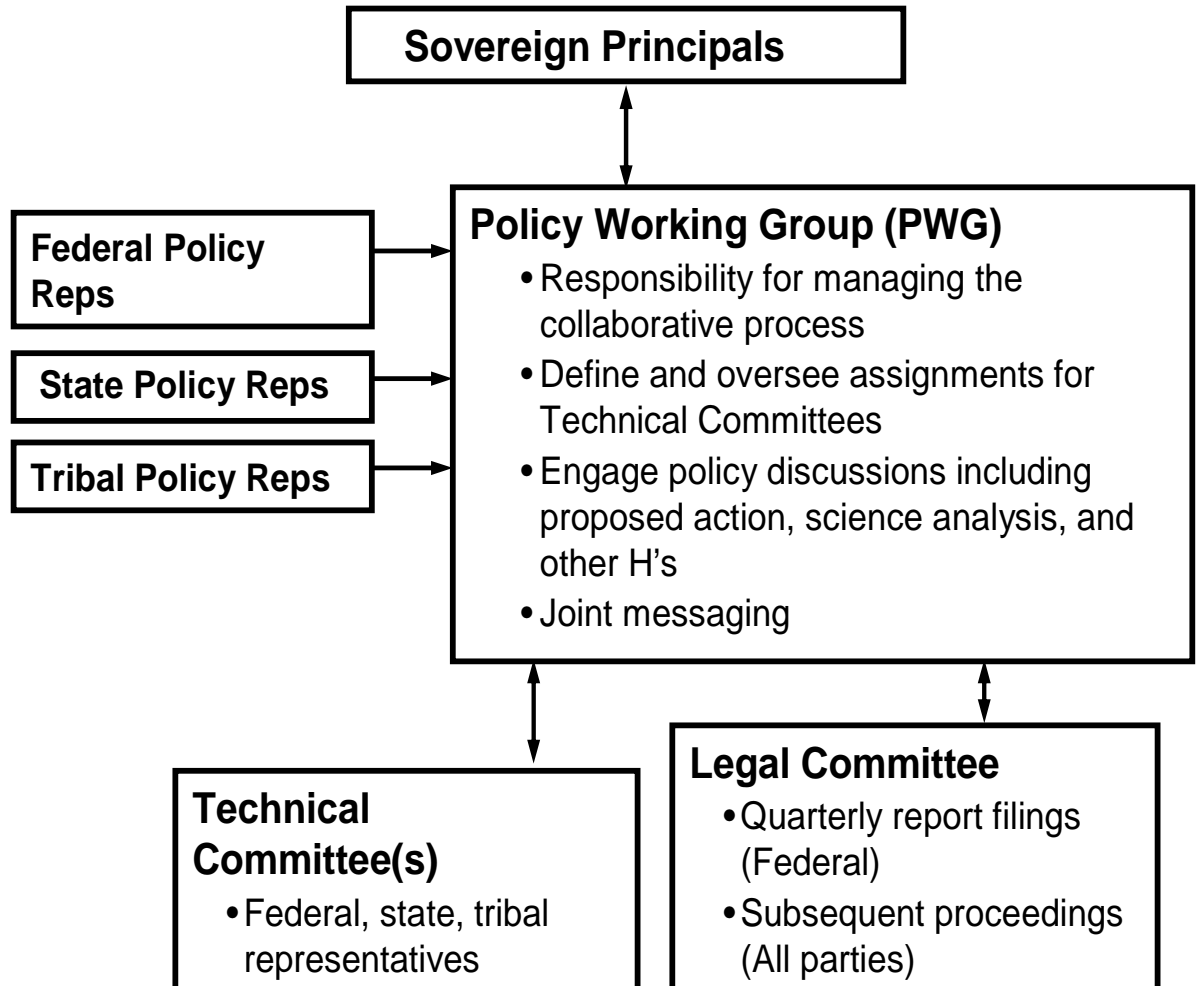 Sovereign Principals
Federal Policy
Reps
State Policy Reps
Tribal Policy Reps
Policy Working Group (PWG)
• Responsibility for managing the
collaborative process
• Define and oversee assignments for
Technical Committees
• Engage policy discussions including
proposed action, science analysis, and
other H’s
• Joint messaging
Technical
Committee(s)
• Federal, state, tribal
representatives
Legal Committee
• Quarterly report filings
(Federal)
• Subsequent proceedings
(All parties)